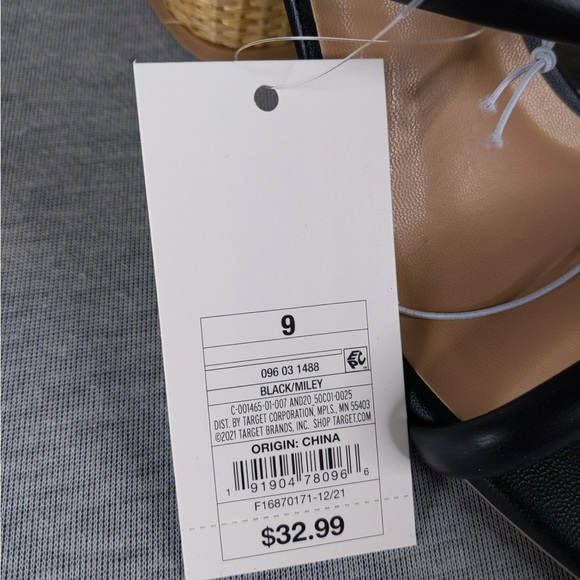 9
096 03 1488
BLACK/MILEY
C-001465-01-007 AND20_50C01-0025
DIST. BY TARGET CORPORATION, MPLS., MN 55403
©2021 TARGET BRANDS, INC. SHOP TARGET.COM
ORIGIN: CHINA
1 91904 78096 6
F16870171-12/21
$32.99